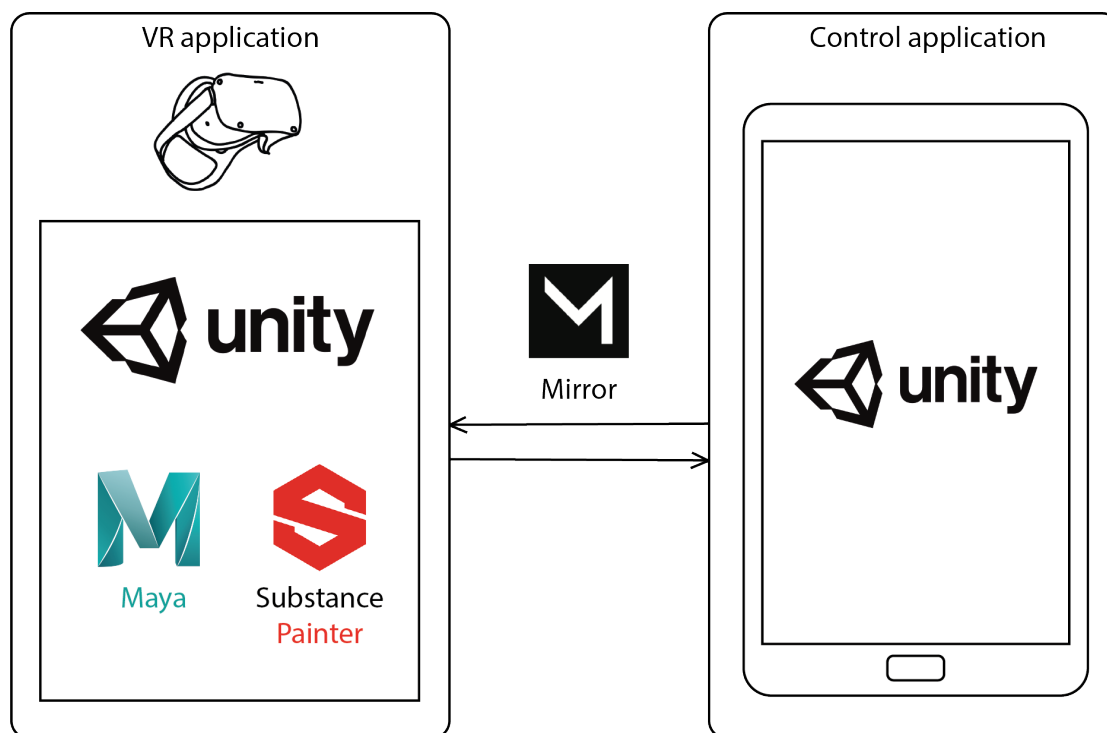 VR application
Control application
unity
Mirror
unity
Maya
Substance
Painter